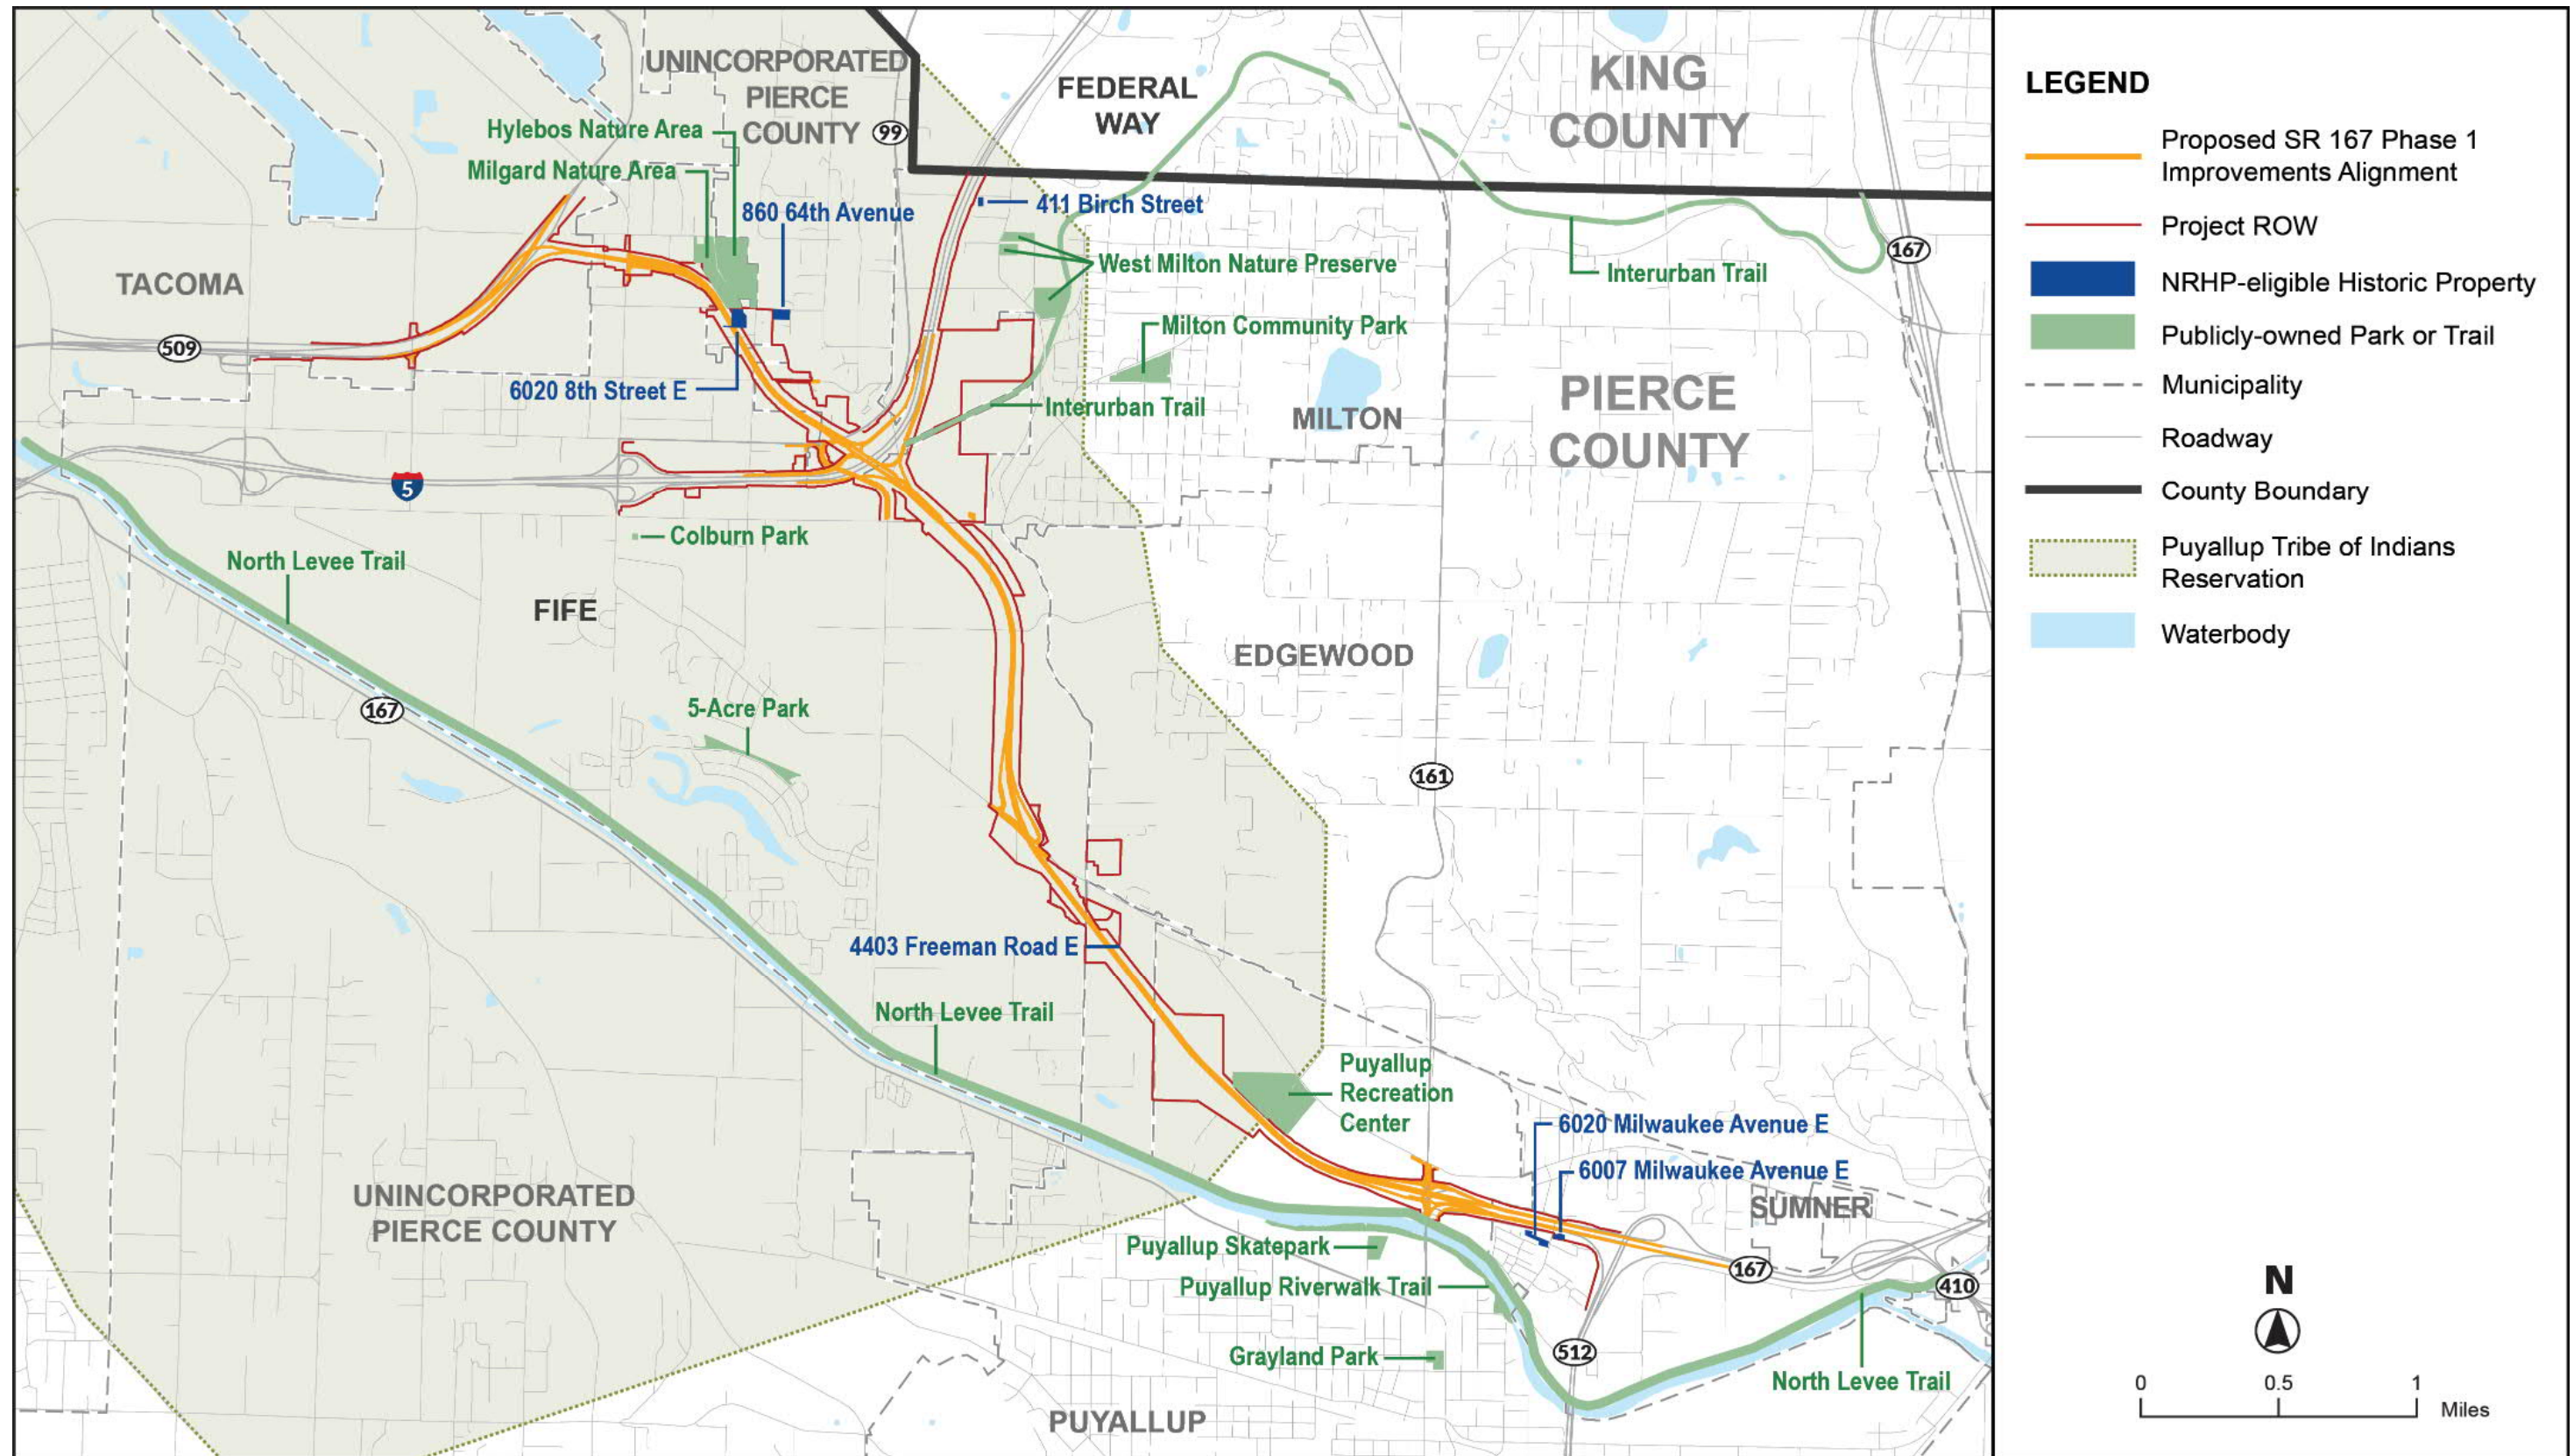 UNINCORPORATED
PIERCE
COUNTY
99
FEDERAL
WAY
KING
COUNTY
Hylebos Nature Area
Milgard Nature Area
860 64th Avenue
411 Birch Street
West Milton Nature Preserve
Interurban Trail
167
TACOMA
509
6020 8th Street E
Milton Community Park
Interurban Trail
MILTON
PIERCE
COUNTY
5
Colburn Park
North Levee Trail
FIFE
EDGEWOOD
167
5-Acre Park
161
4403 Freeman Road E
North Levee Trail
Puyallup
Recreation
Center
6020 Milwaukee Avenue E
6007 Milwaukee Avenue E
SUMNER
UNINCORPORATED
PIERCE COUNTY
Puyallup Skatepark
Puyallup Riverwalk Trail
167
410
Grayland Park
512
North Levee Trail
PUYALLUP
LEGEND
Proposed SR 167 Phase 1
Improvements Alignment
Project ROW
NRHP-eligible Historic Property
Publicly-owned Park or Trail
Municipality
Roadway
County Boundary
Puyallup Tribe of Indians
Reservation
Waterbody
N
0 0.5 1
Miles